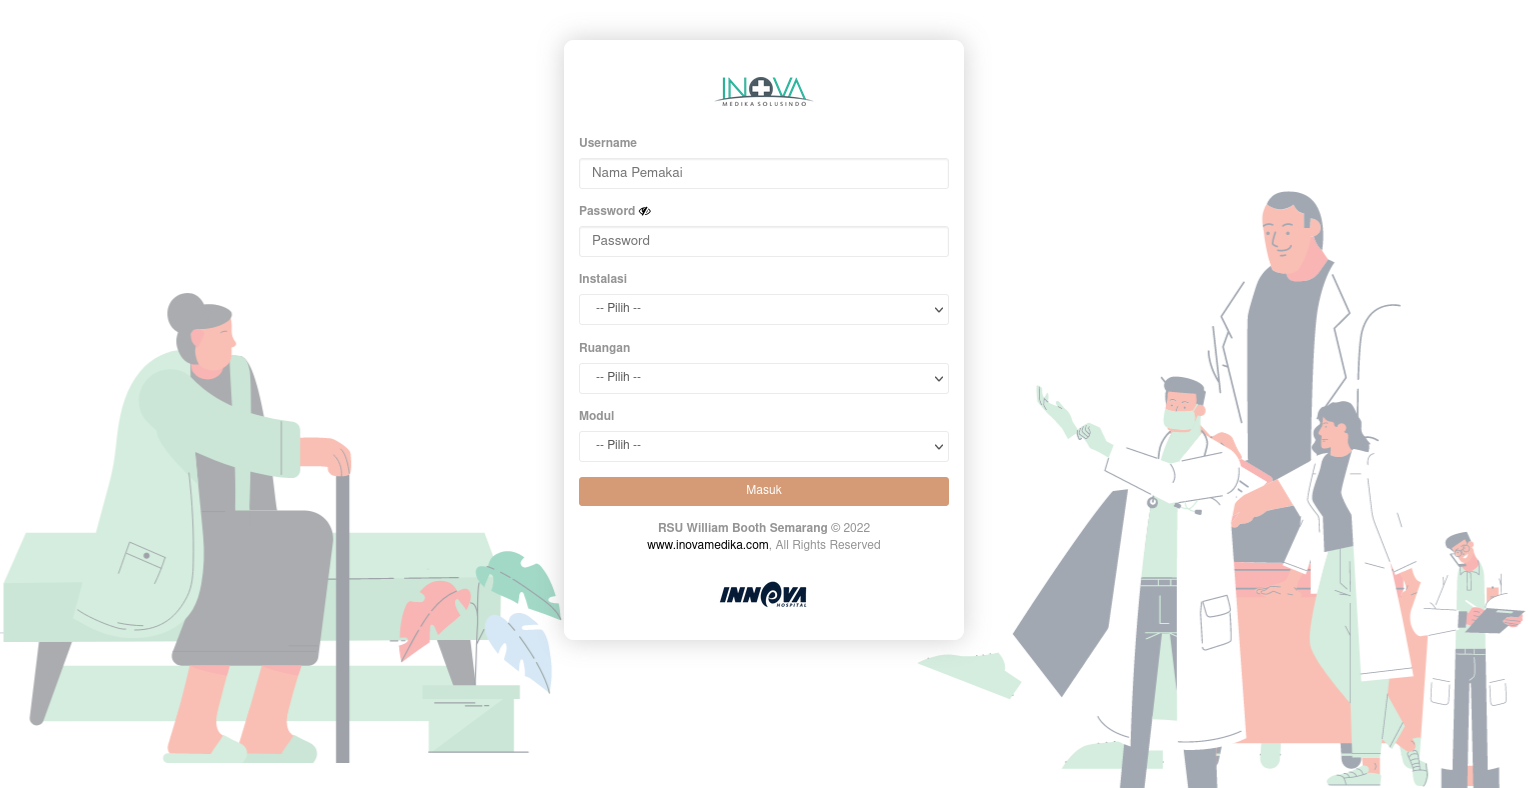 INOVA
MEDIKA SOLUSINDO
Username
Nama Pemakai
Password
Password
Instalasi
-- Pilih --
Ruangan
-- Pilih --
Modul
-- Pilih --
Masuk
RSU William Booth Semarang © 2022
www.inovamedika.com, All Rights Reserved
INNOVA
HOSPITAL